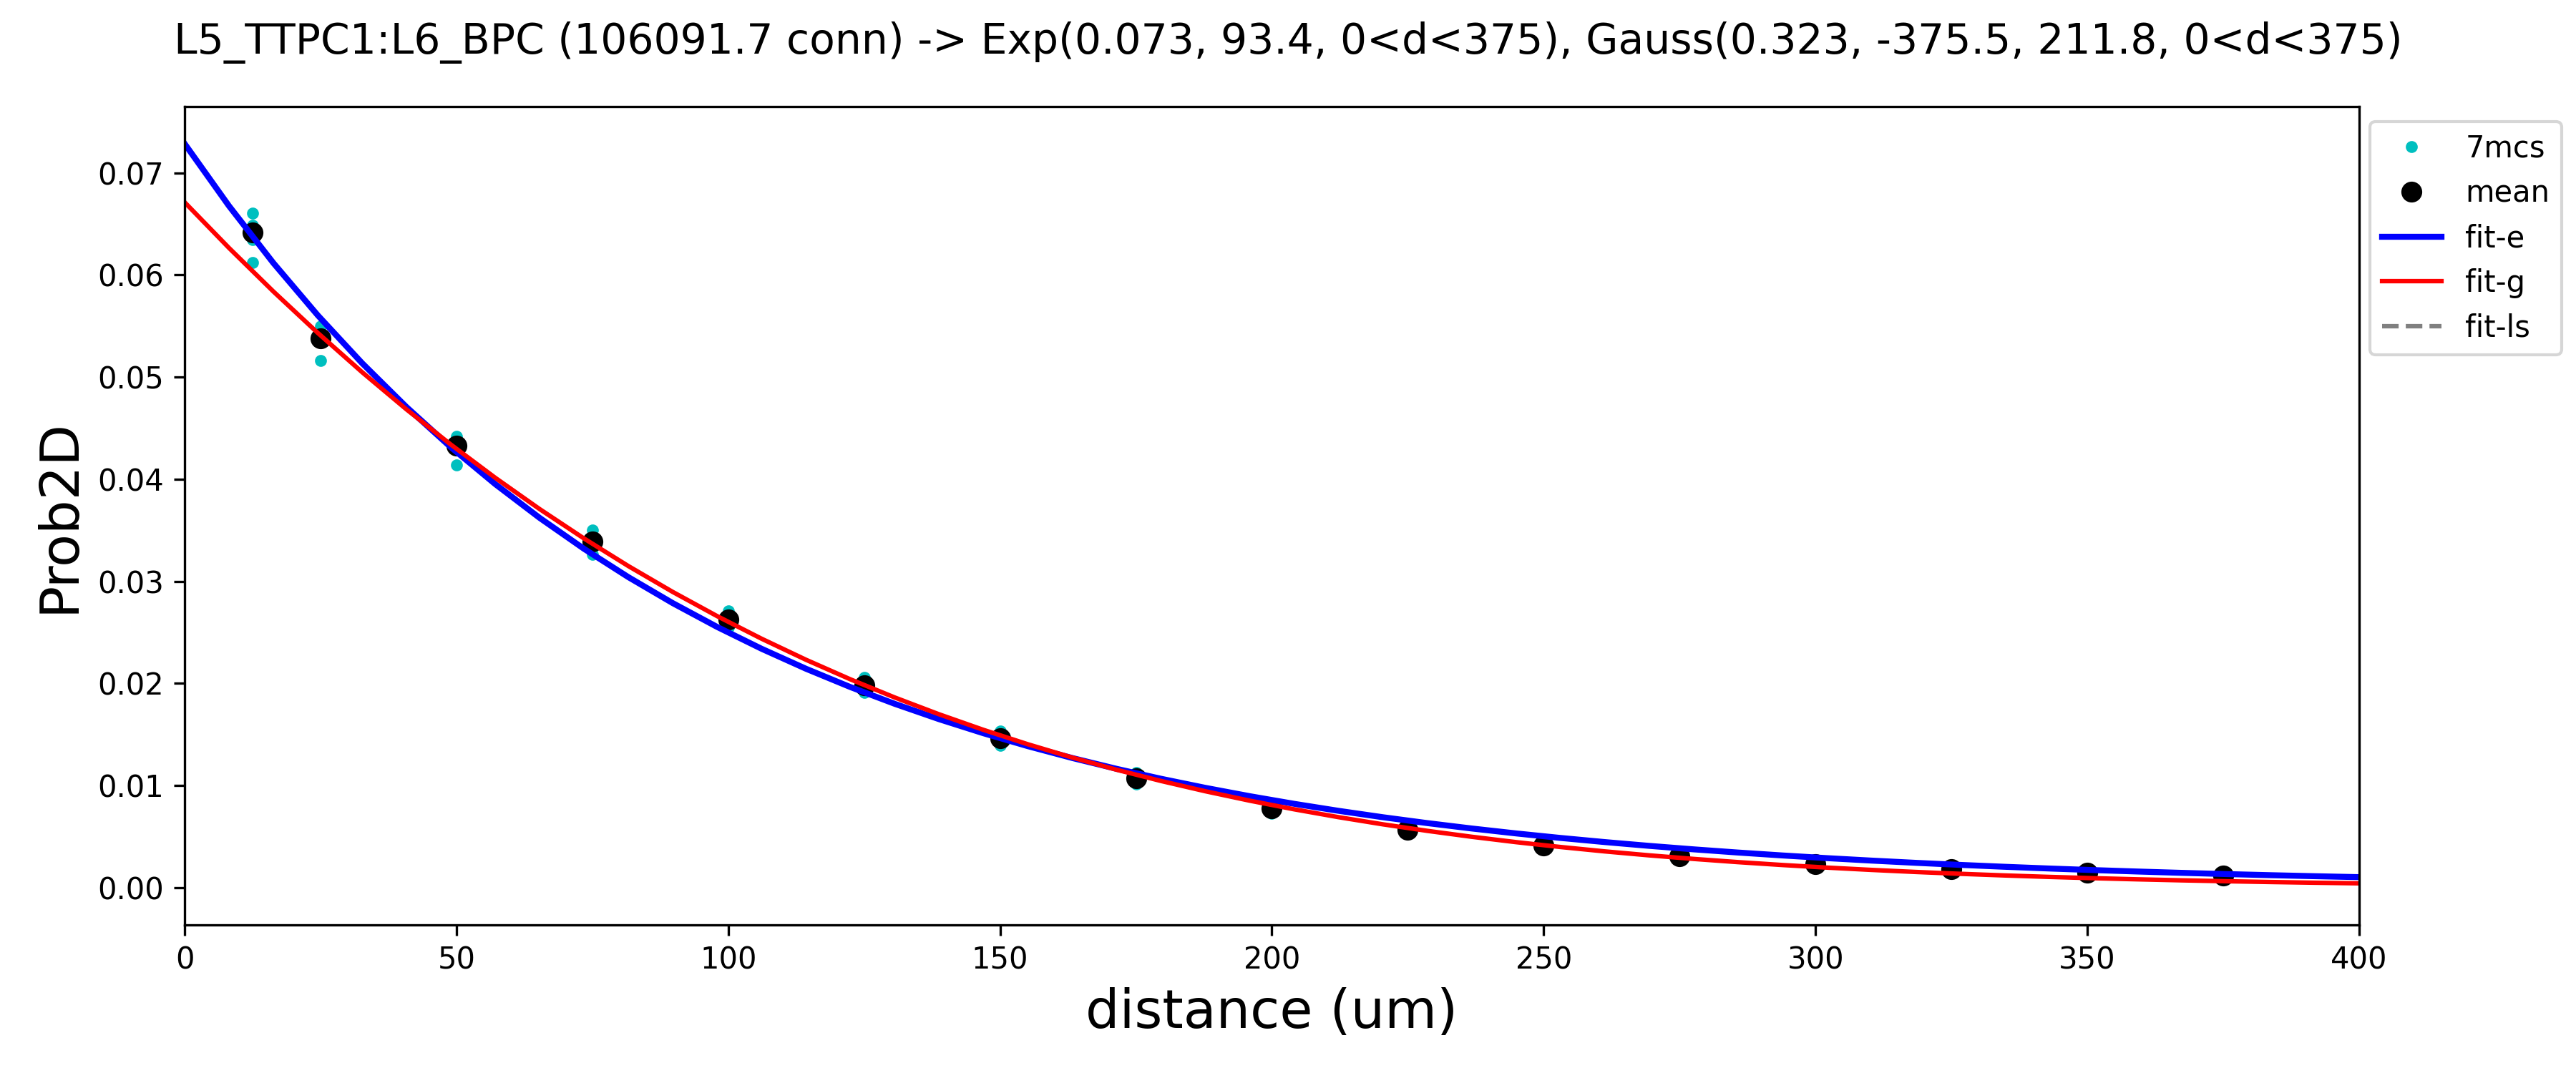 L5_TTPC1:L6_BPC (106091.7 conn) -> Exp(0.073, 93.4, 0<d<375), Gauss(0.323, -375.5, 211.8, 0<d<375)
7mcs
mean
fit-e
fit-g
fit-ls
Prob2D
0.07
0.06
0.05
0.04
0.03
0.02
0.01
0.00
0 50 100 150 200 250 300 350 400
distance (um)